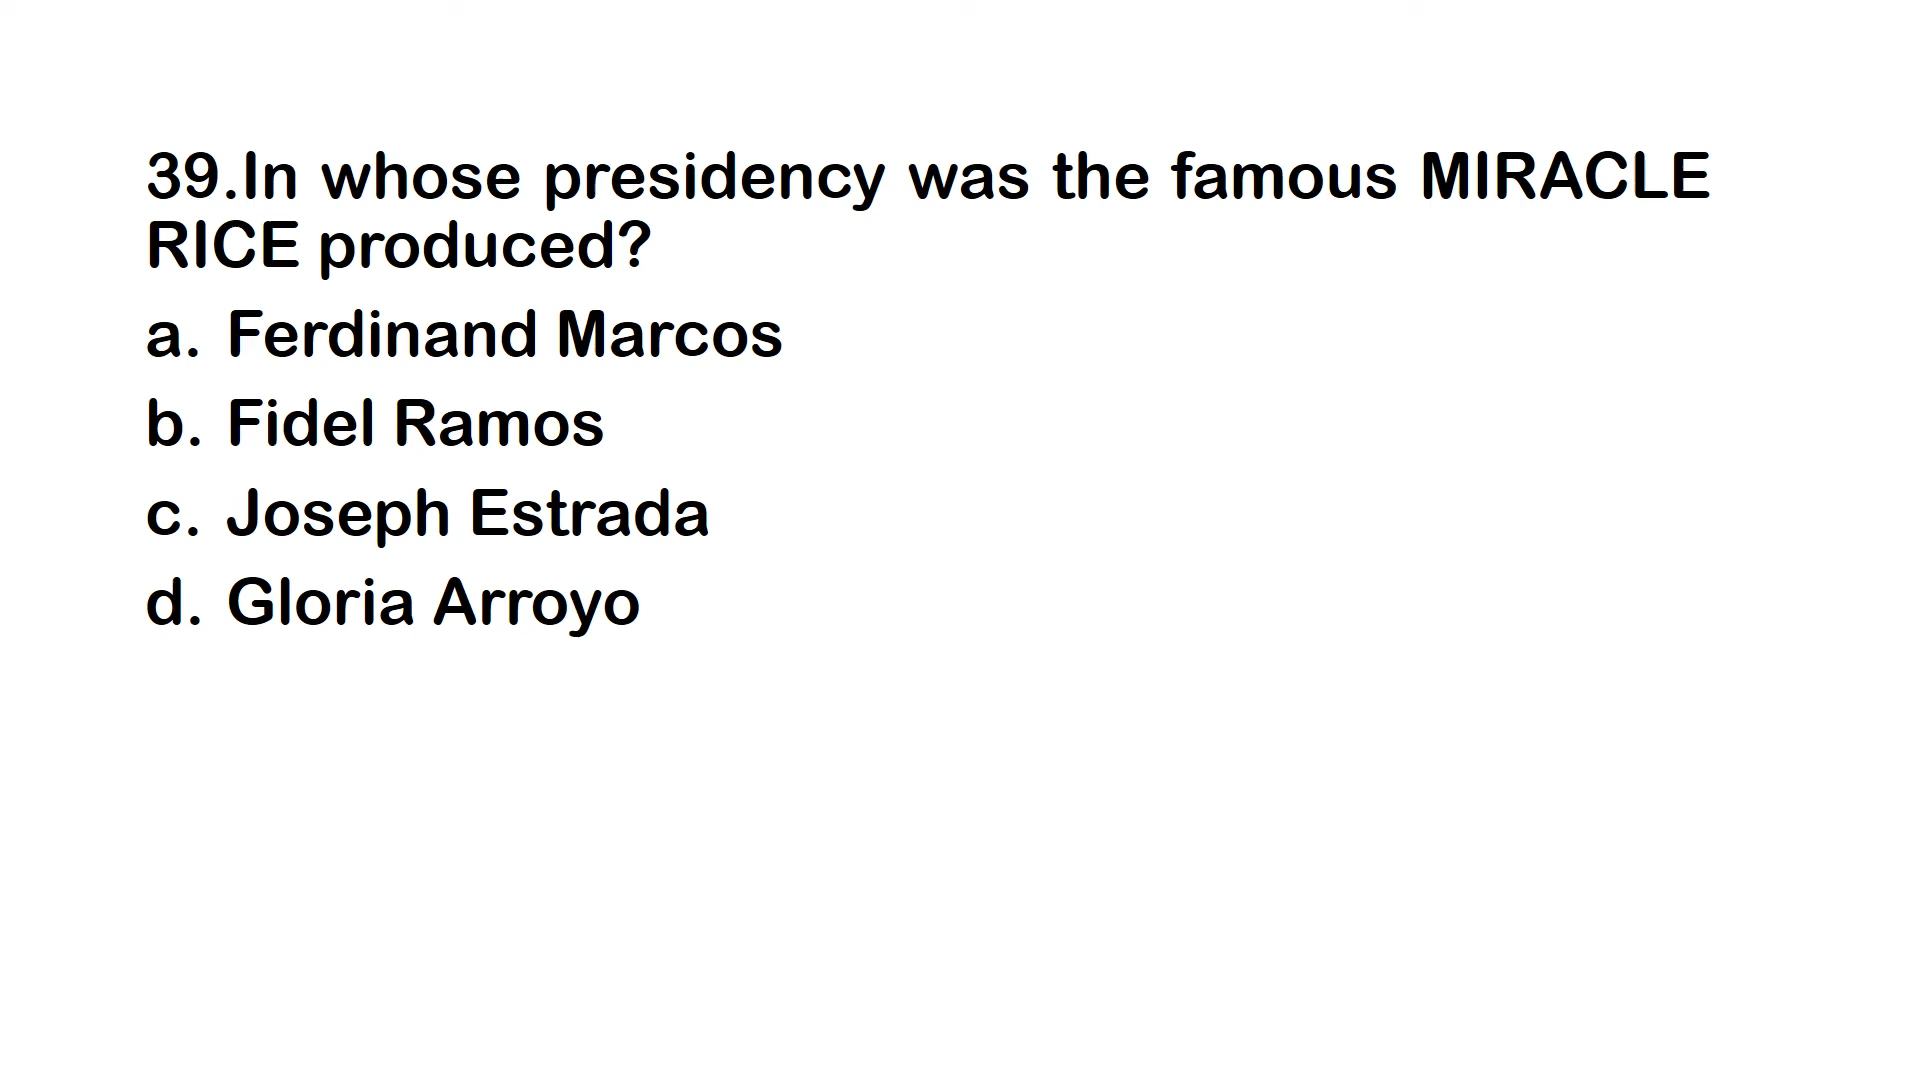 39.In whose presidency was the famous MIRACLE
RICE produced?
a. Ferdinand Marcos
b. Fidel Ramos
c. Joseph Estrada
d. Gloria Arroyo